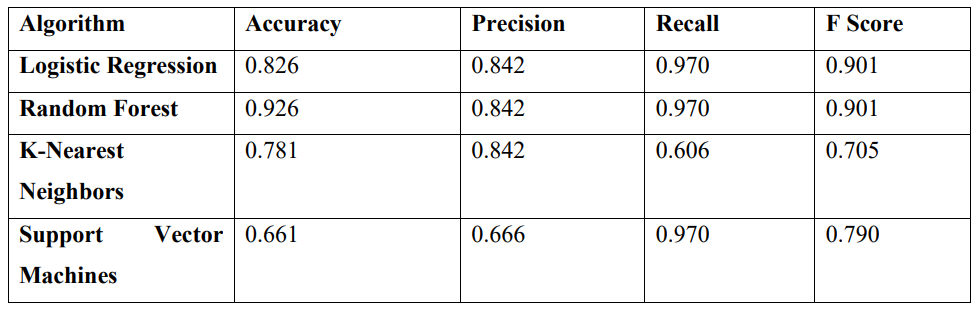 Algorithm Accuracy Precision Recall F Score
Logistic Regression 0.826 0.842 0.970 0.901
Random Forest 0.926 0.842 0.970 0.901
K-Nearest 0.781 0.842 0.606 0.705
Neighbors
Support Vector 0.661 0.666 0.970 0.790
Machines